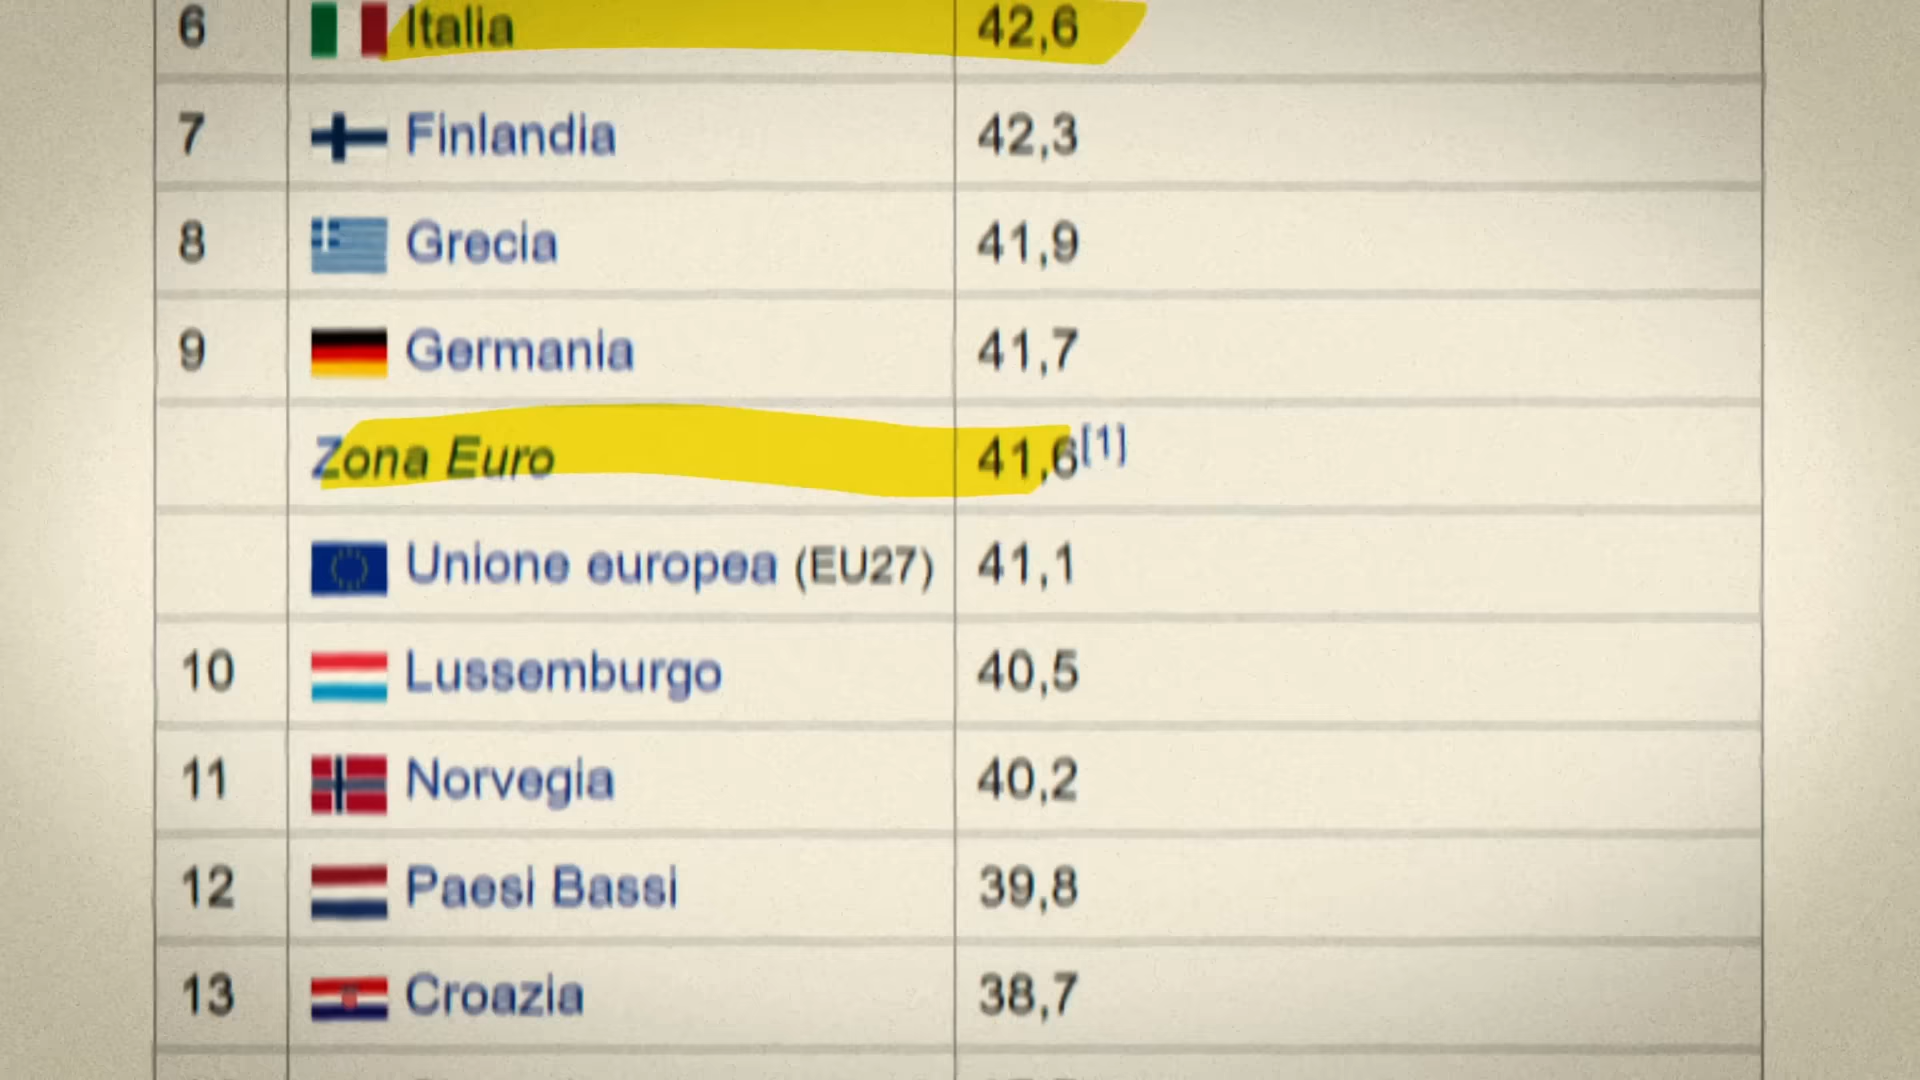 6 Italia 42,6
7 Finlandia 42,3
8 Grecia 41,9
9 Germania 41,7
Zona Euro 41,6[1]
Unione europea (EU27) 41,1
10 Lussemburgo 40,5
11 Norvegia 40,2
12 Paesi Bassi 39,8
13 Croazia 38,7